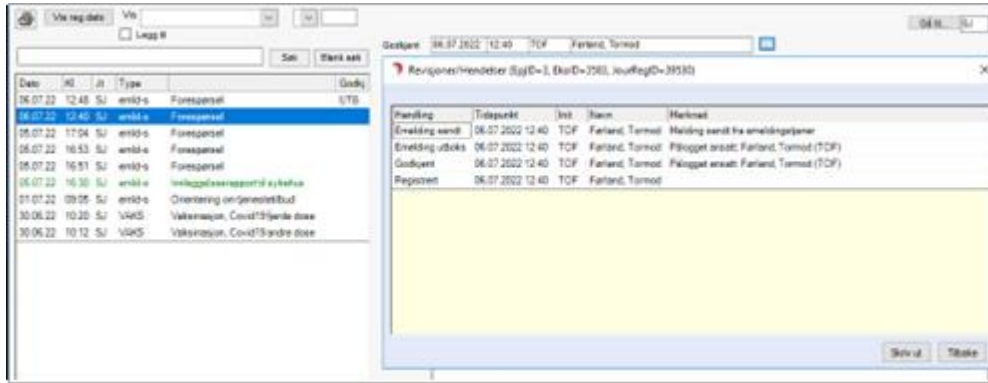 Vis reg.dato Vis
Legg til
Søk Blank søk
Dato Kl Jt Type Godkj
06.07.22 12:48 SJ emld-s Forespørsel UTB
06.07.22 12:40 SJ emld-s Forespørsel
05.07.22 17:04 SJ emld-s Forespørsel
05.07.22 16:53 SJ emld-s Forespørsel
05.07.22 16:51 SJ emld-s Forespørsel
05.07.22 16:30 SJ emld-s Innleggelsesrapport til sykehus
01.07.22 09:05 SJ emld-s Orientering om tjenestetilbud
30.06.22 10:20 SJ VAKS Vaksinasjon, Covid19 fjerde dose
30.06.22 10:12 SJ VAKS Vaksinasjon, Covid19 andre dose
SJ
Godkjent 06.07.2022 12:40 TOF Førland, Tormod
Revisjoner/Hendelser
Handling Tidspunkt Init Navn Merknad
Emelding sendt 06.07.2022 12:40 TOF Førland, Tormod Melding sendt fra emeldingstjener
Emelding utboks 06.07.2022 12:40 TOF Førland, Tormod Pålogget ansatt: Førland, Tormod (TOF)
Godkjent 06.07.2022 12:40 TOF Førland, Tormod Pålogget ansatt: Førland, Tormod (TOF)
Registrert 06.07.2022 12:40 TOF Førland, Tormod
Skriv ut Tilbake